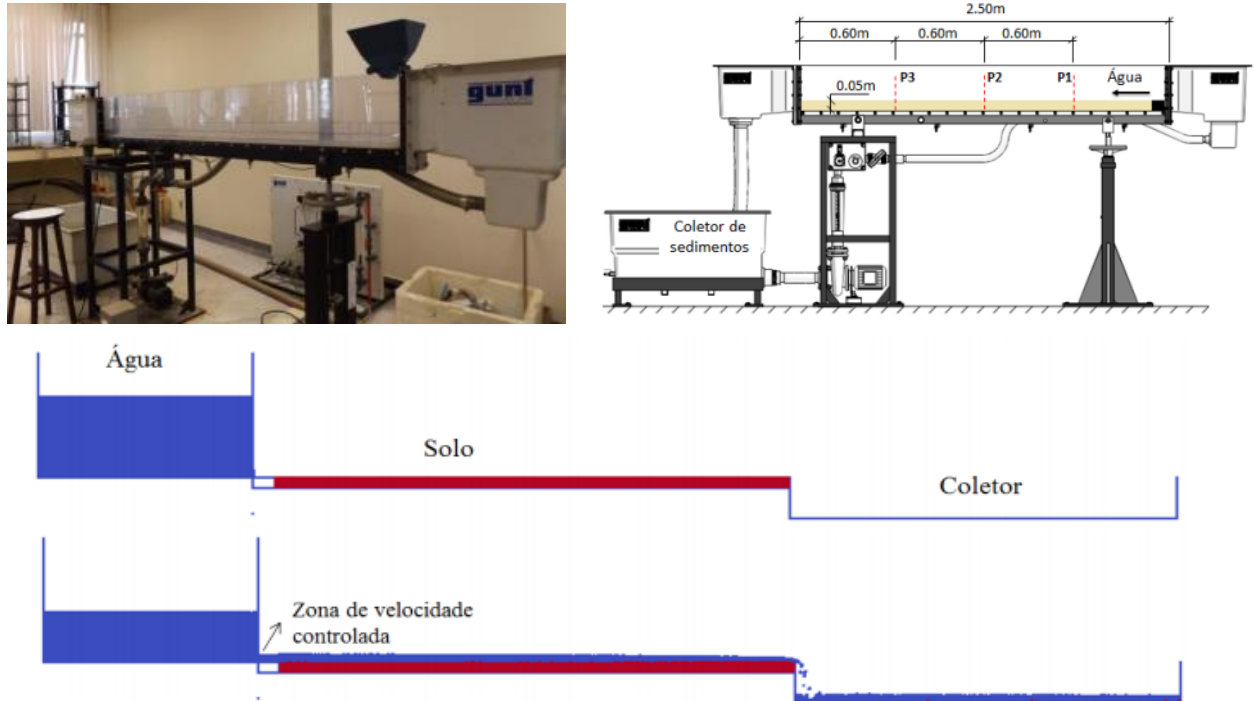 gunt
2.50m
0.60m 0.60m 0.60m
P3 P2 P1 Água
0.05m
Coletor de
sedimentos
Água
Solo
Coletor
Zona de velocidade
controlada